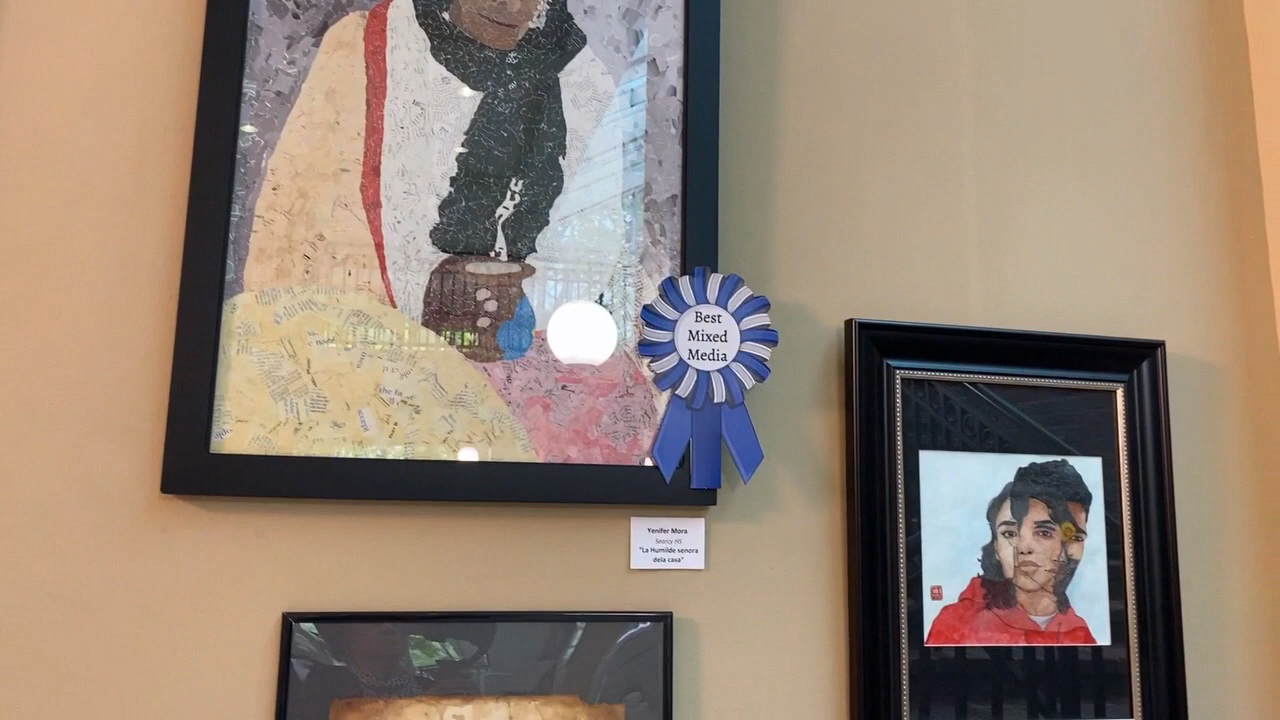 Best
Mixed
Media
Yenifer Mora
Searcy HS
"La Humilde senora
dela casa"